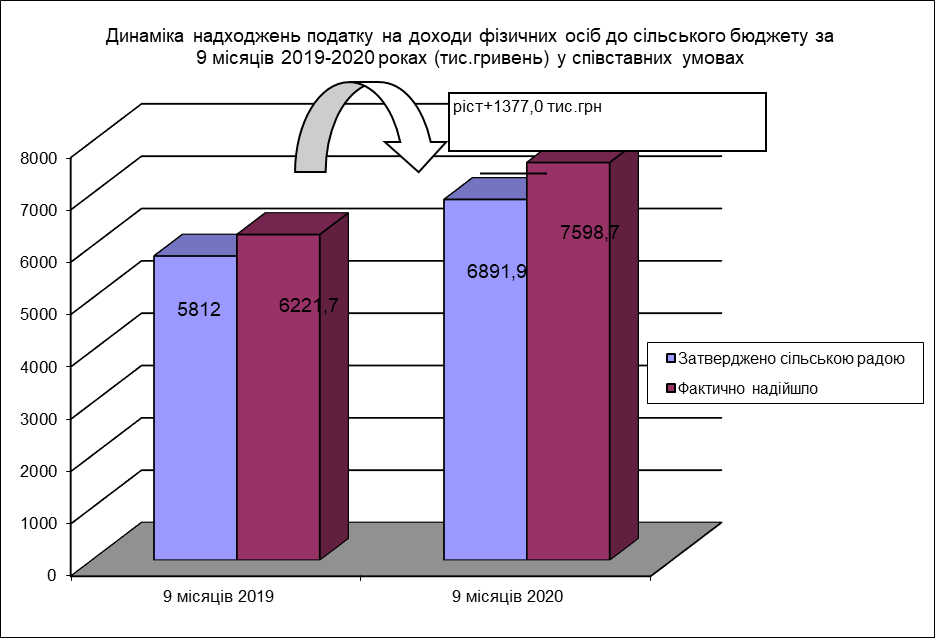 Динаміка надходжень податку на доходи фізичних осіб до сільського бюджету за
9 місяців 2019-2020 роках (тис.гривень) у співставних умовах
ріст+1377,0 тис.грн
8000
7000
6000
5000
4000
3000
2000
1000
0
5812
6221,7
6891,9
7598,7
Затверджено сільською радою
Фактично надійшло
9 місяців 2019
9 місяців 2020